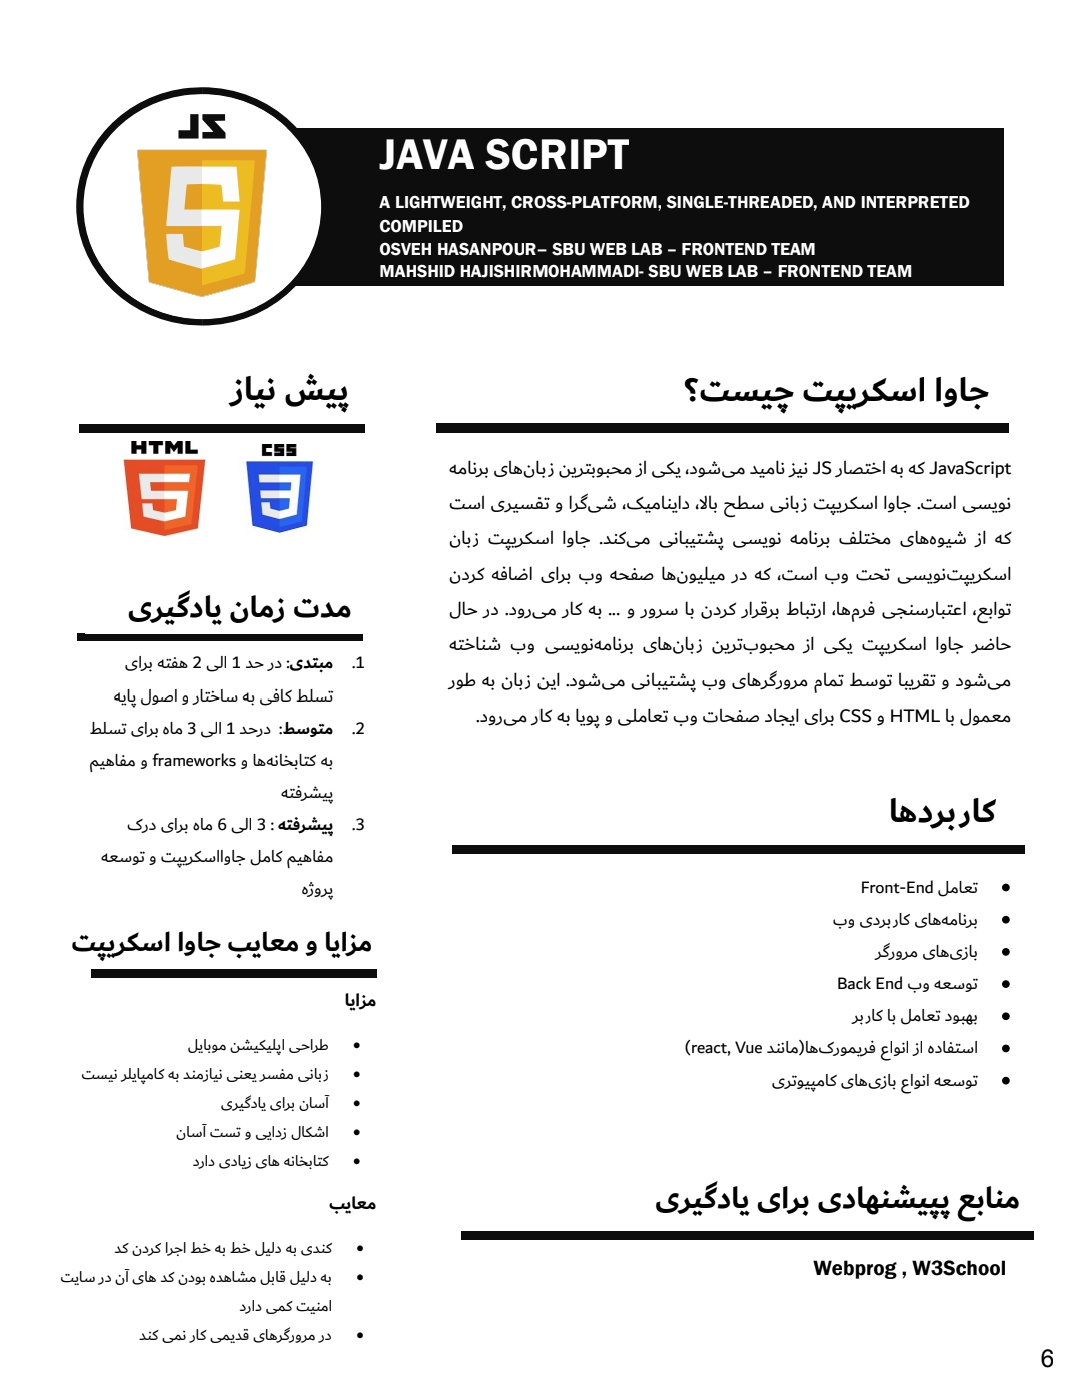 JS
JAVA SCRIPT
A LIGHTWEIGHT, CROSS-PLATFORM, SINGLE-THREADED, AND INTERPRETED
COMPILED
OSVEH HASANPOUR– SBU WEB LAB – FRONTEND TEAM
MAHSHID HAJISHIRMOHAMMADI- SBU WEB LAB – FRONTEND TEAM
جاوا اسکریپت چیست؟
JavaScript که به اختصار JS نیز نامید می‌شود، یکی از محبوبترین زبان‌های برنامه
نویسی است. جاوا اسکریپت زبانی سطح بالا، داینامیک، شی‌گرا و تفسیری است
که از شیوه‌های مختلف برنامه نویسی پشتیبانی می‌کند. جاوا اسکریپت زبان
اسکریپت‌نویسی تحت وب است، که در میلیون‌ها صفحه وب برای اضافه کردن
توابع، اعتبارسنجی فرم‌ها، ارتباط برقرار کردن با سرور و ... به کار می‌رود. در حال
حاضر جاوا اسکریپت یکی از محبوب‌ترین زبان‌های برنامه‌نویسی وب شناخته
می‌شود و تقریبا توسط تمام مرورگرهای وب پشتیبانی می‌شود. این زبان به طور
معمول با HTML و CSS برای ایجاد صفحات وب تعاملی و پویا به کار می‌رود.
کاربردها
• تعامل Front-End
• برنامه‌های کاربردی وب
• بازی‌های مرورگر
• توسعه وب Back End
• بهبود تعامل با کاربر
• استفاده از انواع فریمورک‌ها(مانند react, Vue)
• توسعه انواع بازی‌های کامپیوتری
منابع پپیشنهادی برای یادگیری
Webprog , W3School
پیش نیاز
HTML CSS
مدت زمان یادگیری
1. مبتدی: در حد 1 الی 2 هفته برای
تسلط کافی به ساختار و اصول پایه
2. متوسط: درحد 1 الی 3 ماه برای تسلط
به کتابخانه‌ها و frameworks و مفاهیم
پیشرفته
3. پیشرفته : 3 الی 6 ماه برای درک
مفاهیم کامل جاوااسکریپت و توسعه
پروژه
مزایا و معایب جاوا اسکریپت
مزایا
• طراحی اپلیکیشن موبایل
• زبانی مفسر یعنی نیازمند به کامپایلر نیست
• آسان برای یادگیری
• اشکال زدایی و تست آسان
• کتابخانه های زیادی دارد
معایب
• کندی به دلیل خط به خط اجرا کردن کد
• به دلیل قابل مشاهده بودن کد های آن در سایت
امنیت کمی دارد
• در مرورگرهای قدیمی کار نمی کند
6